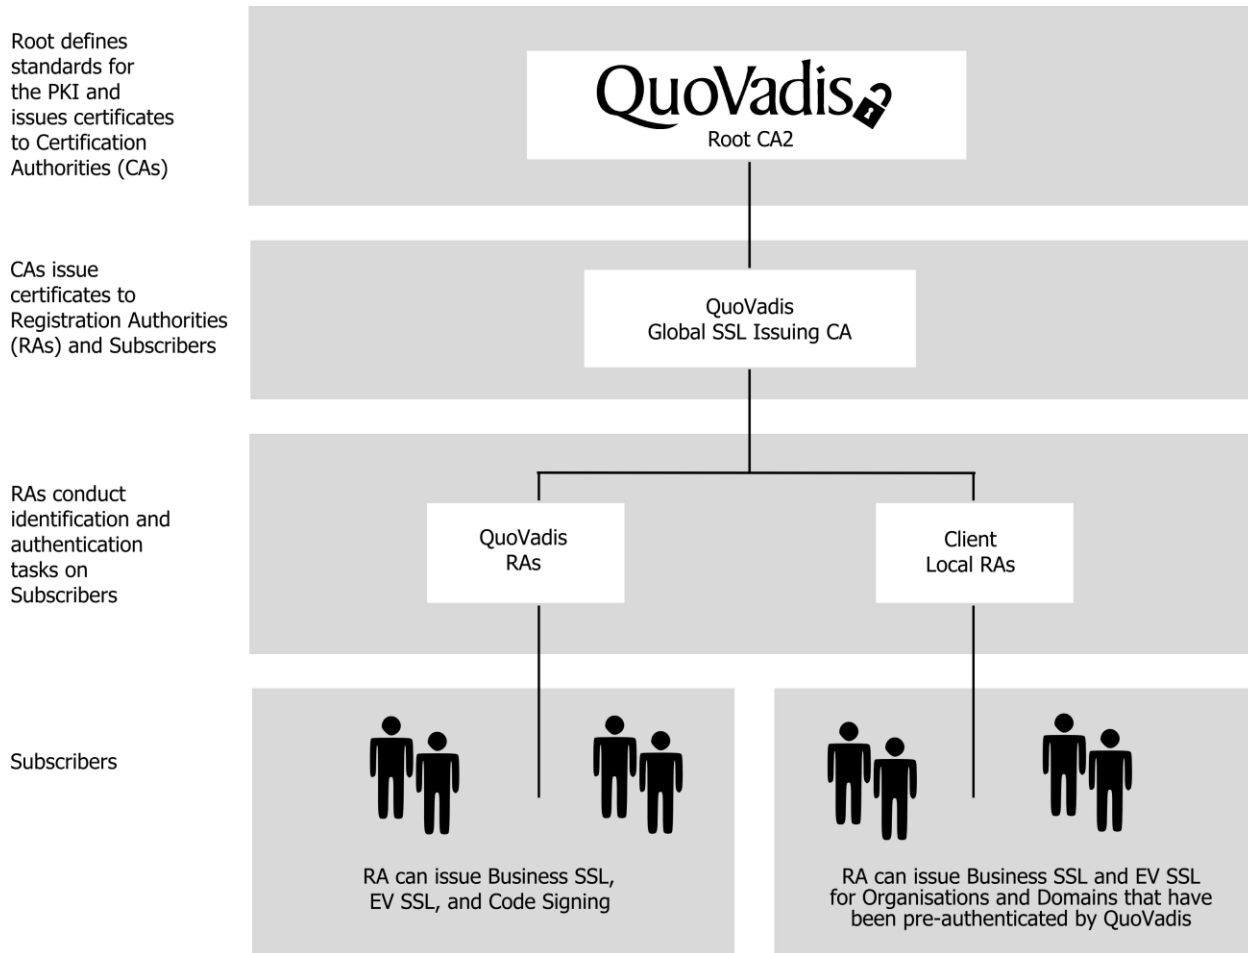 Root defines
standards for
the PKI and
issues certificates
to Certification
Authorities (CAs)
QuoVadis
Root CA2
CAs issue
certificates to
Registration Authorities
(RAs) and Subscribers
QuoVadis
Global SSL Issuing CA
RAs conduct
identification and
authentication
tasks on
Subscribers
QuoVadis
RAs
Client
Local RAs
Subscribers
RA can issue Business SSL,
EV SSL, and Code Signing
RA can issue Business SSL and EV SSL
for Organisations and Domains that have
been pre-authenticated by QuoVadis